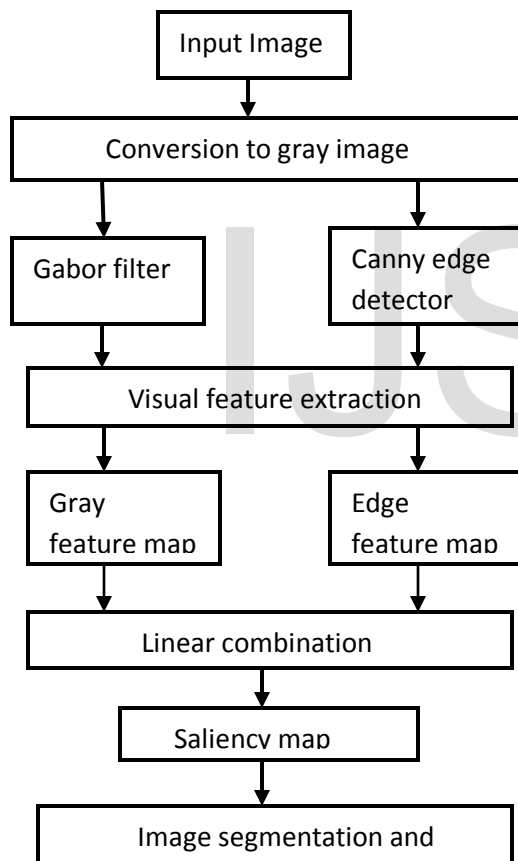 Input Image
Conversion to gray image
Gabor filter
Canny edge
detector
Visual feature extraction
Gray
feature map
Edge
feature map
Linear combination
Saliency map
Image segmentation and
IJS